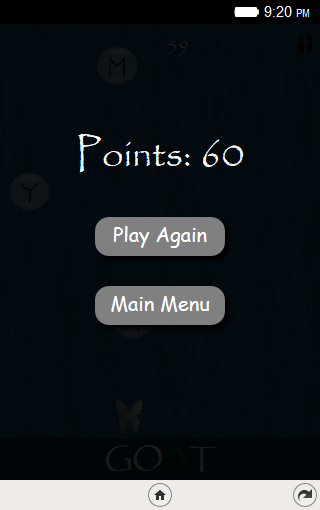 9:20 PM
M
59
Points: 60
Y
Play Again
Main Menu
GOAT